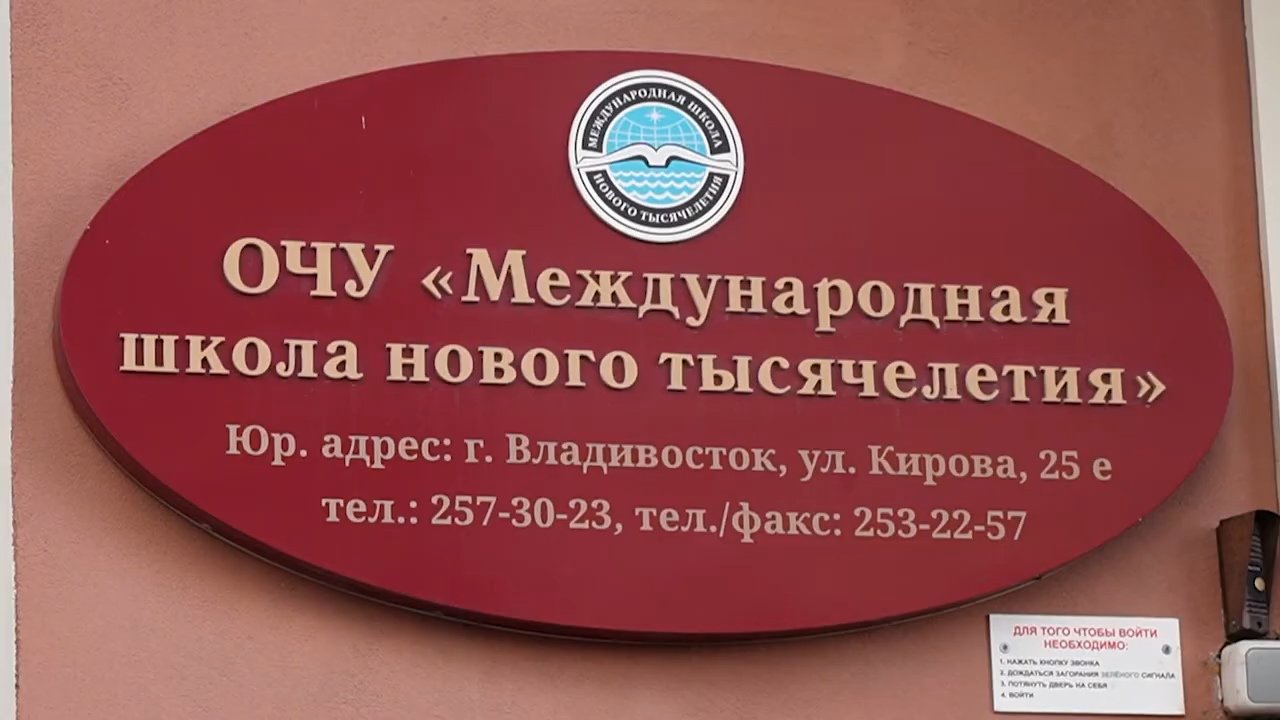 МЕЖДУНАРОДНАЯ ШКОЛА
НОВОГО ТЫСЯЧЕЛЕТИЯ
ОЧУ «Международная
школа нового тысячелетия»
Юр. адрес: г. Владивосток, ул. Кирова, 25 е
тел.: 257-30-23, тел./факс: 253-22-57
ДЛЯ ТОГО ЧТОБЫ ВОЙТИ
НЕОБХОДИМО:
1. НАЖАТЬ КНОПКУ ЗВОНКА
2. ДОЖДАТЬСЯ ЗАГОРАНИЯ ЗЕЛЁНОГО СИГНАЛА
3. ПОТЯНУТЬ ДВЕРЬ НА СЕБЯ
4. ВОЙТИ